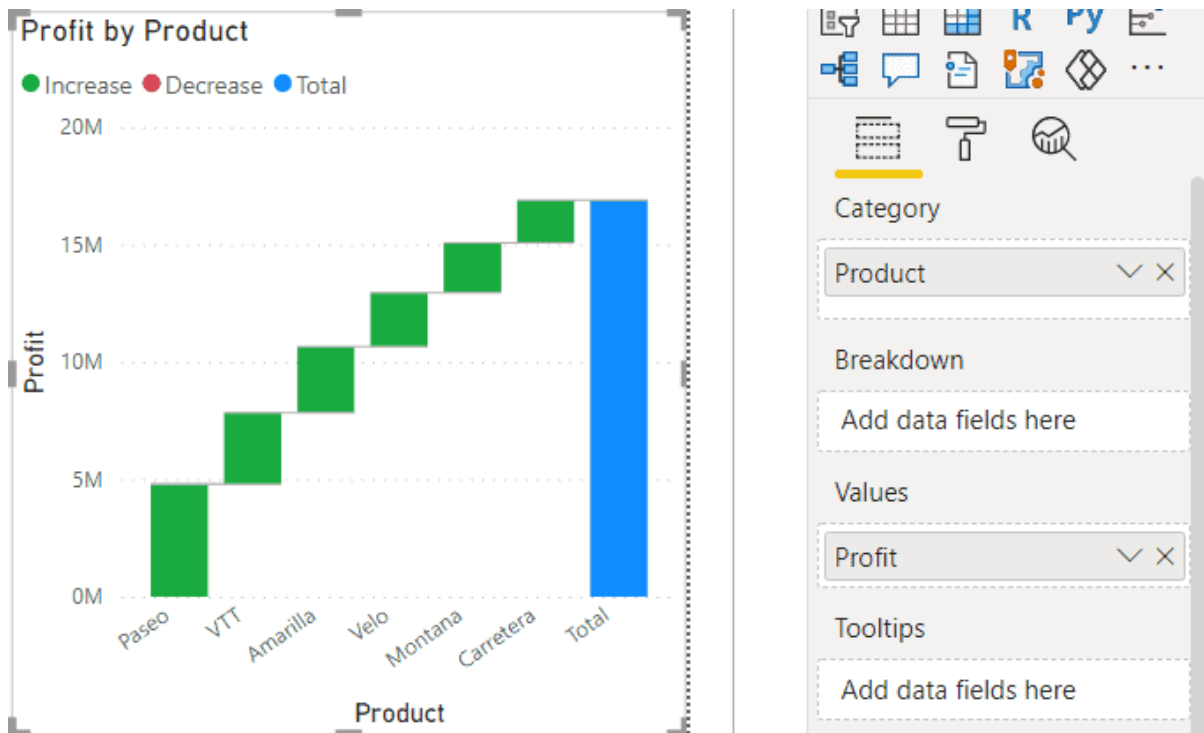 Profit by Product
Increase Decrease Total
20M
15M
10M
5M
0M
Profit
Paseo VTT Amarilla Velo Montana Carretera Total
Product
R Py
...
Category
Product
Breakdown
Add data fields here
Values
Profit
Tooltips
Add data fields here